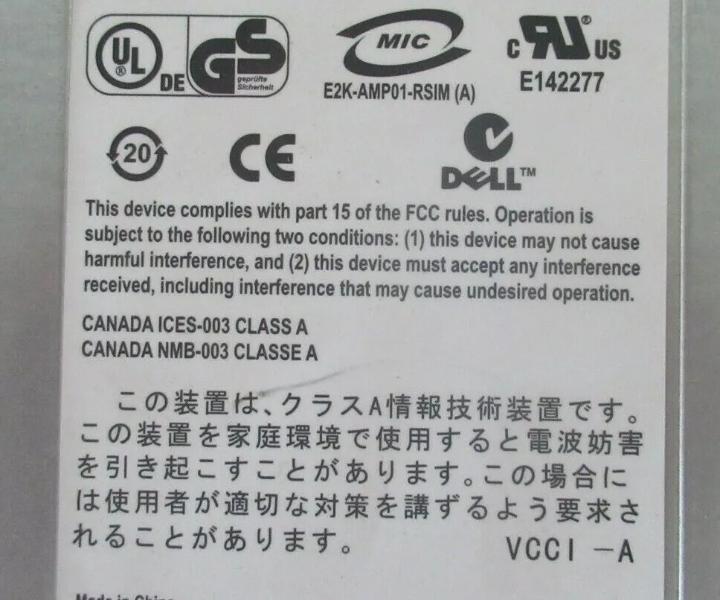 UL DE GS geprüfte Sicherheit
MIC
E2K-AMP01-RSIM (A)
C RU ® US
E142277
20 CE
DELL™
This device complies with part 15 of the FCC rules. Operation is
subject to the following two conditions: (1) this device may not cause
harmful interference, and (2) this device must accept any interference
received, including interference that may cause undesired operation.
CANADA ICES-003 CLASS A
CANADA NMB-003 CLASSE A
この装置は、クラスA情報技術装置です。
この装置を家庭環境で使用すると電波妨害
を引き起こすことがあります。この場合に
は使用者が適切な対策を講ずるよう要求さ
れることがあります。 VCCI －A
Made in China